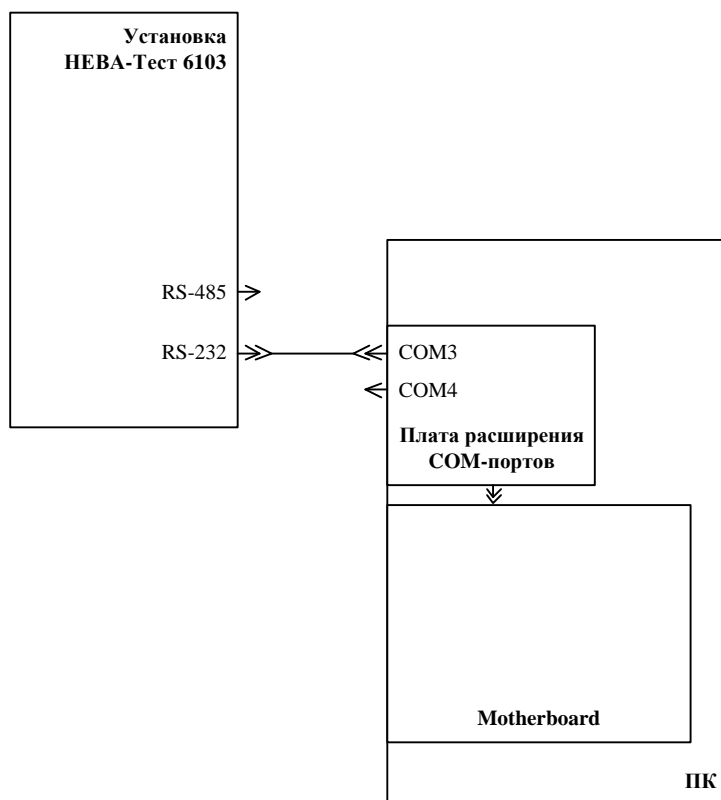 Установка
НЕВА-Тест 6103
RS-485
RS-232
COM3
COM4
Плата расширения
COM-портов
Motherboard
ПК